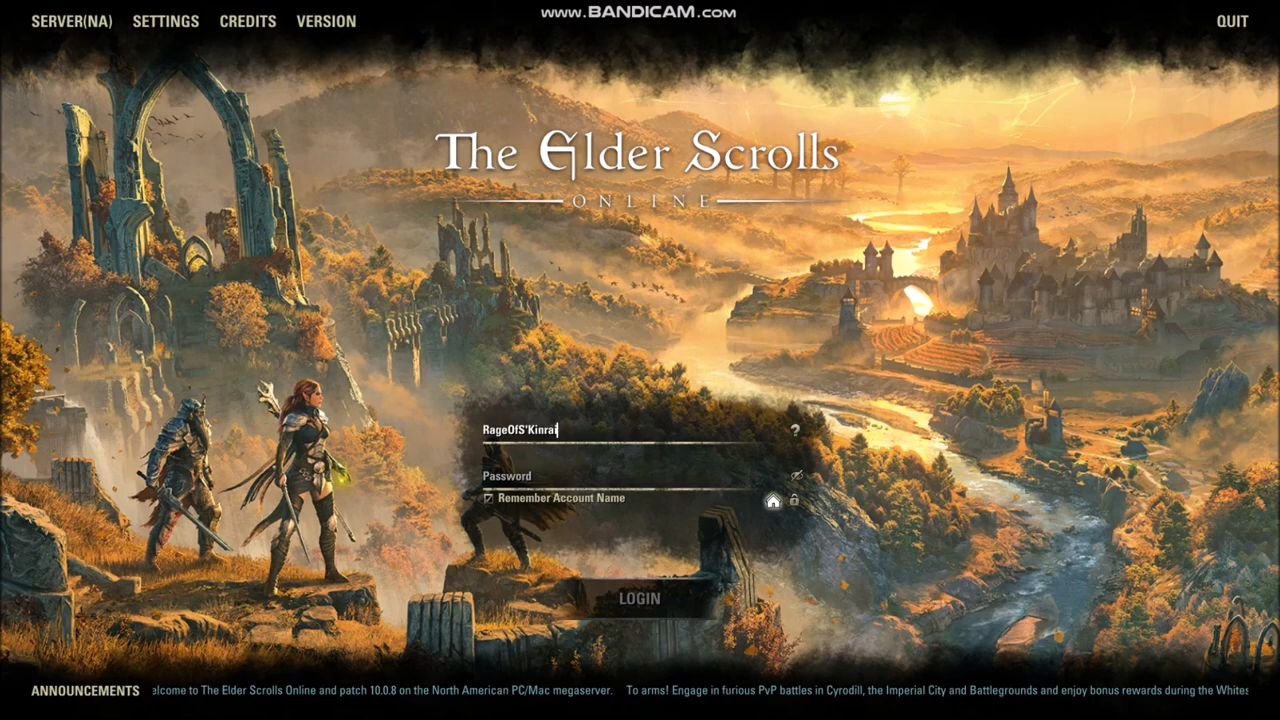 SERVER(NA) SETTINGS CREDITS VERSION www.BANDICAM.com QUIT
The Elder Scrolls
ONLINE
RageOfS'Kinrai ?
Password
Remember Account Name
LOGIN
ANNOUNCEMENTS elcome to The Elder Scrolls Online and patch 10.0.8 on the North American PC/Mac megaserver. To arms! Engage in furious PvP battles in Cyrodill, the Imperial City and Battlegrounds and enjoy bonus rewards during the Whites